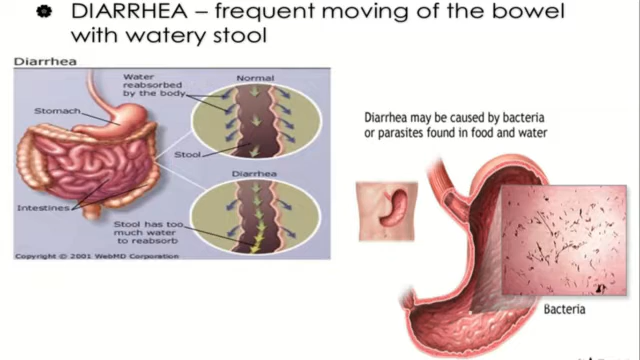 DIARRHEA – frequent moving of the bowel
with watery stool
Diarrhea
Water
reabsorbed
by the body
Normal
Stomach
Stool
Diarrhea
Intestines
Stool has too
much water
to reabsorb
Copyright © 2001 WebMD Corporation
Diarrhea may be caused by bacteria
or parasites found in food and water
Bacteria